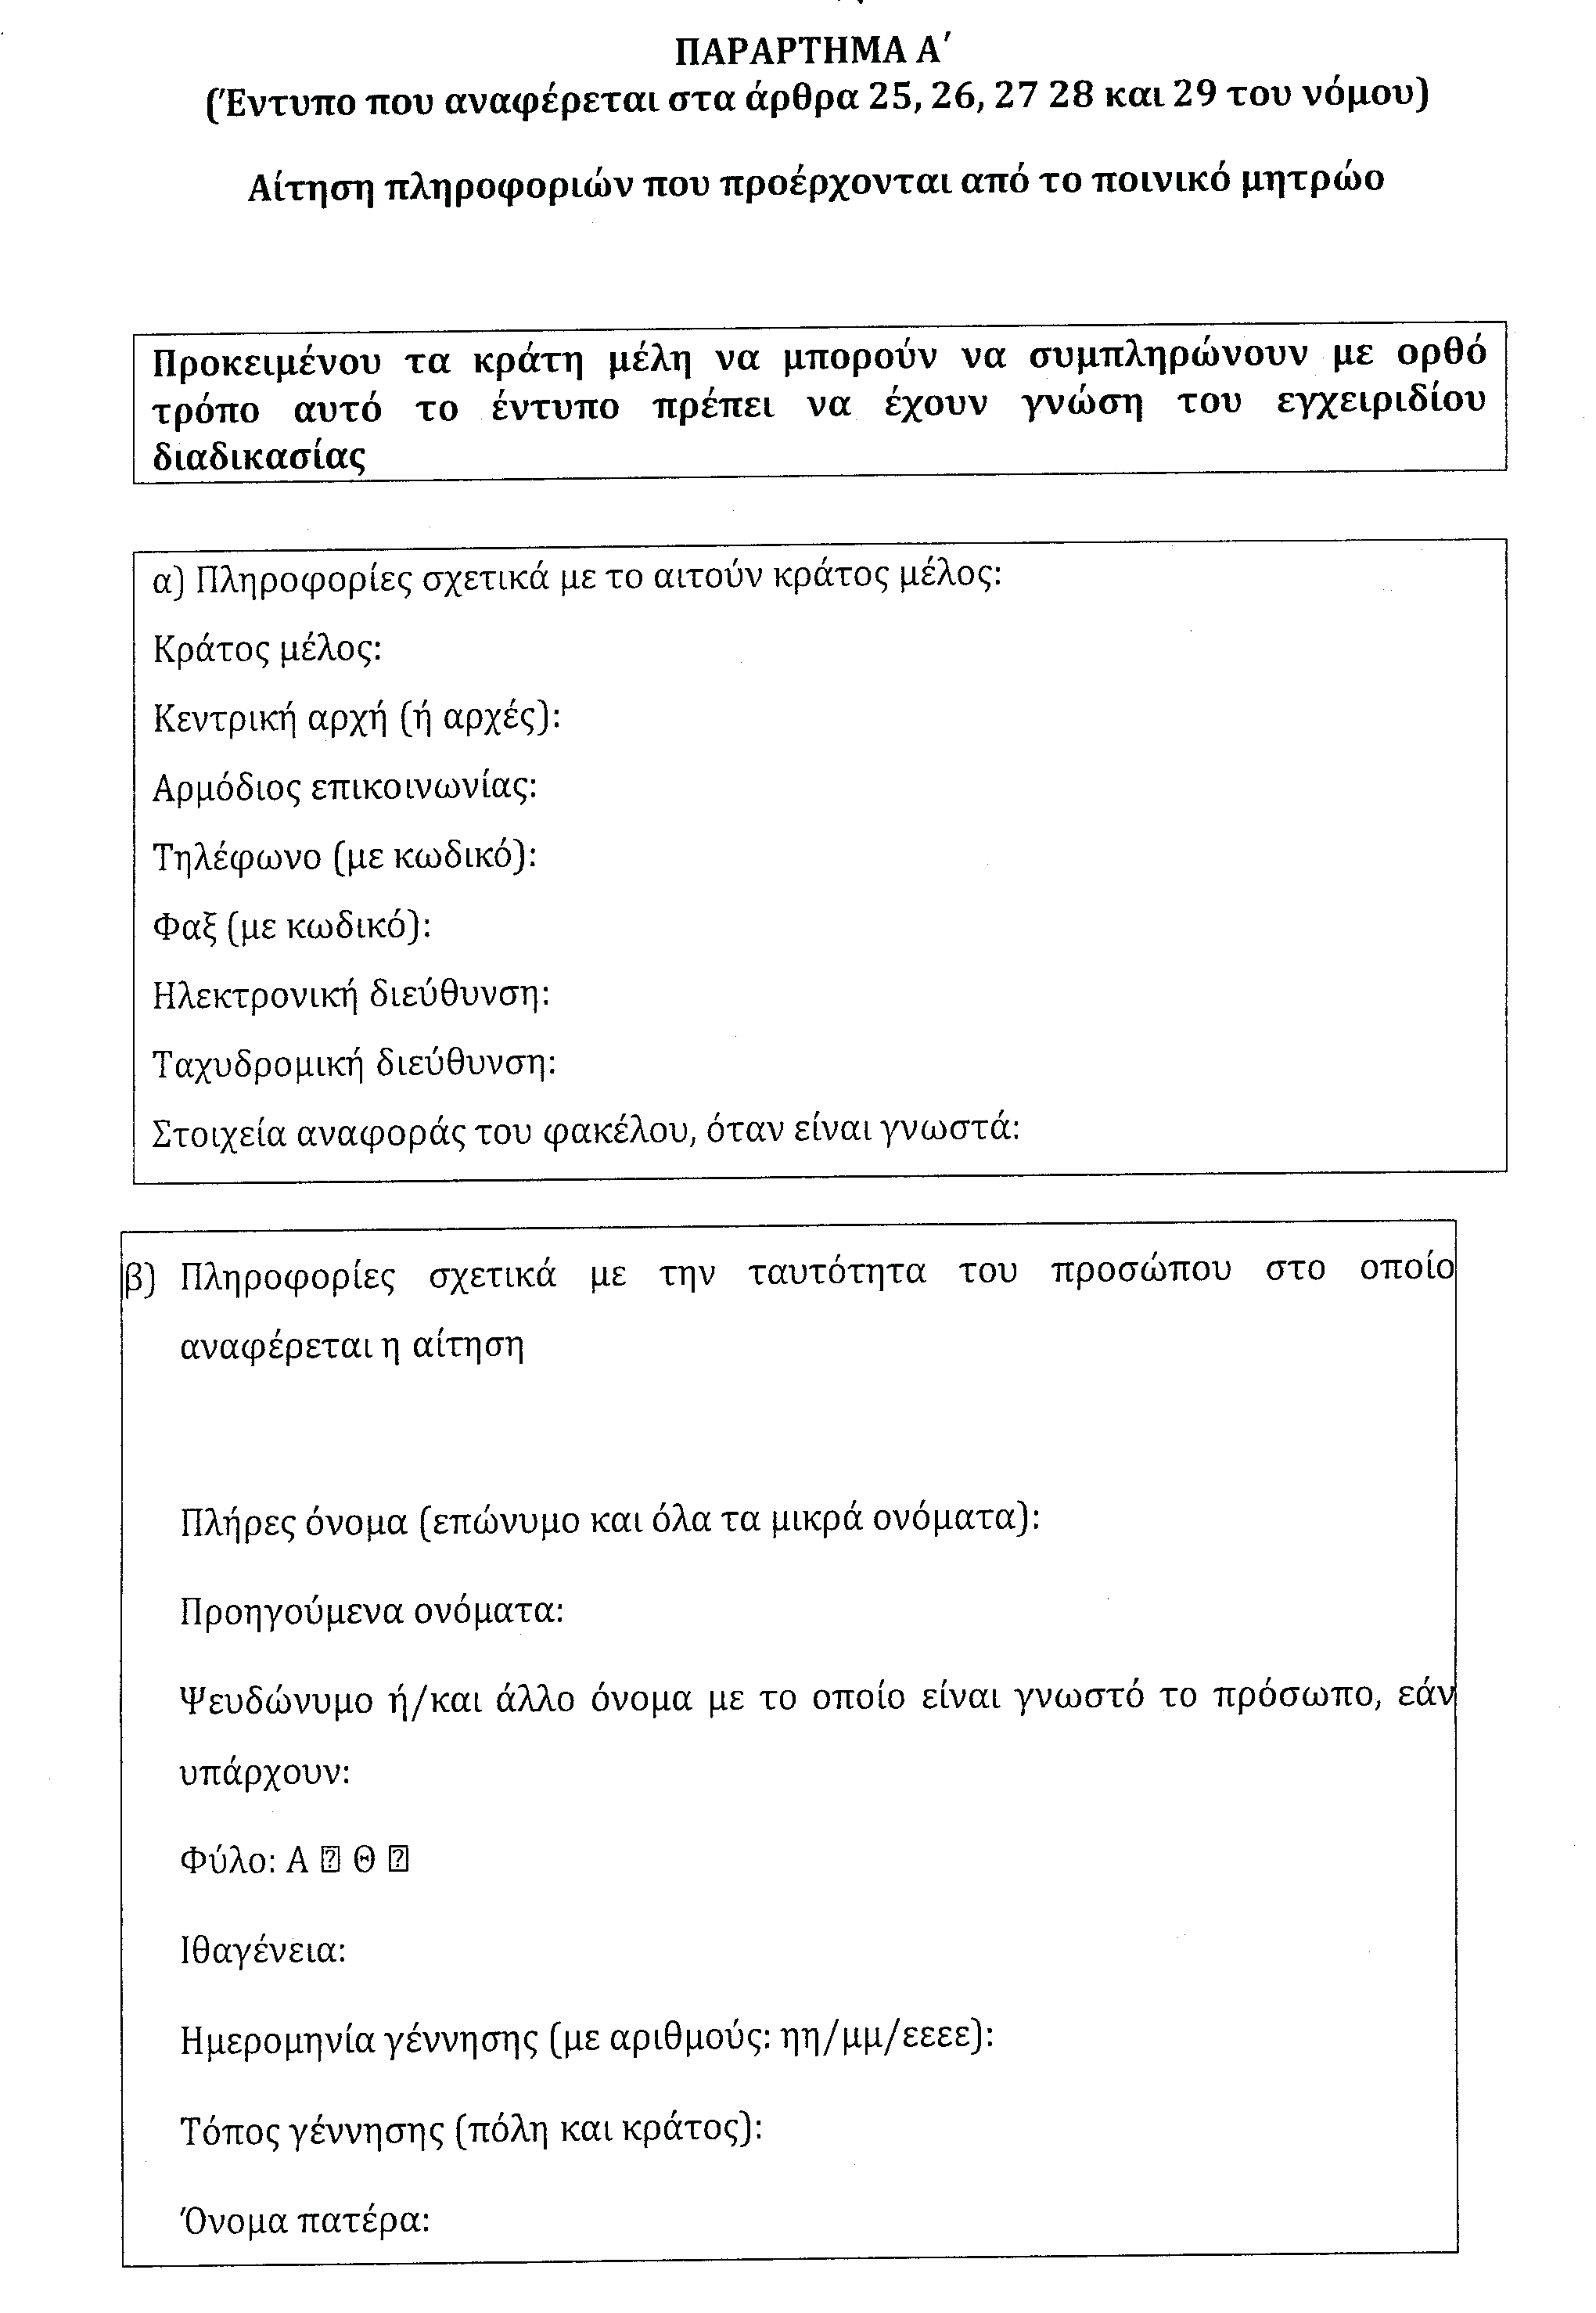 ΠΑΡΑΡΤΗΜΑ Α΄
(Έντυπο που αναφέρεται στα άρθρα 25, 26, 27 28 και 29 του νόμου)
Αίτηση πληροφοριών που προέρχονται από το ποινικό μητρώο
Προκειμένου τα κράτη μέλη να μπορούν να συμπληρώνουν με ορθό
τρόπο αυτό το έντυπο πρέπει να έχουν γνώση του εγχειριδίου
διαδικασίας
α) Πληροφορίες σχετικά με το αιτούν κράτος μέλος:
Κράτος μέλος:
Κεντρική αρχή (ή αρχές):
Αρμόδιος επικοινωνίας:
Τηλέφωνο (με κωδικό):
Φαξ (με κωδικό):
Ηλεκτρονική διεύθυνση:
Ταχυδρομική διεύθυνση:
Στοιχεία αναφοράς του φακέλου, όταν είναι γνωστά:
β) Πληροφορίες σχετικά με την ταυτότητα του προσώπου στο οποίο
αναφέρεται η αίτηση
Πλήρες όνομα (επώνυμο και όλα τα μικρά ονόματα):
Προηγούμενα ονόματα:
Ψευδώνυμο ή/και άλλο όνομα με το οποίο είναι γνωστό το πρόσωπο, εάν
υπάρχουν:
Φύλο: Α ⍰ Θ ⍰
Ιθαγένεια:
Ημερομηνία γέννησης (με αριθμούς: ηη/μμ/εεεε):
Τόπος γέννησης (πόλη και κράτος):
Όνομα πατέρα: